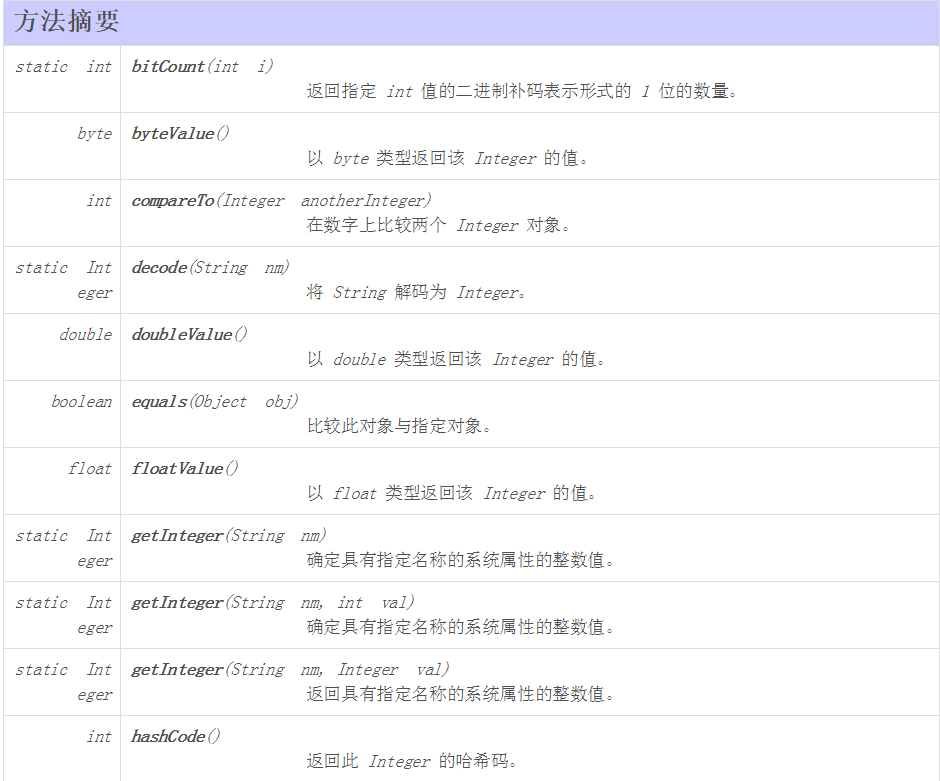 方法摘要
static int bitCount(int i)
返回指定 int 值的二进制补码表示形式的 1 位的数量。
byte byteValue()
以 byte 类型返回该 Integer 的值。
int compareTo(Integer anotherInteger)
在数字上比较两个 Integer 对象。
static Int decode(String nm)
eger 将 String 解码为 Integer。
double doubleValue()
以 double 类型返回该 Integer 的值。
boolean equals(Object obj)
比较此对象与指定对象。
float floatValue()
以 float 类型返回该 Integer 的值。
static Int getInteger(String nm)
eger 确定具有指定名称的系统属性的整数值。
static Int getInteger(String nm, int val)
eger 确定具有指定名称的系统属性的整数值。
static Int getInteger(String nm, Integer val)
eger 返回具有指定名称的系统属性的整数值。
int hashCode()
返回此 Integer 的哈希码。